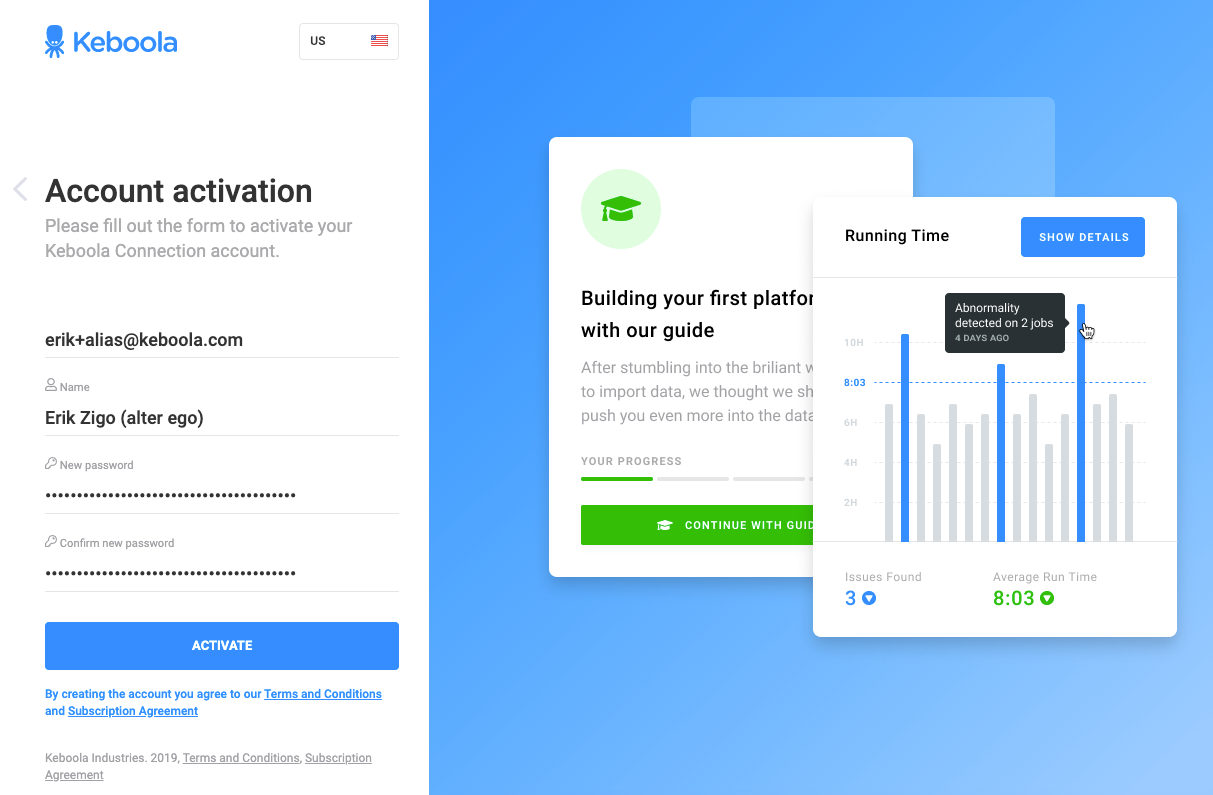 Keboola
US
Account activation
Please fill out the form to activate your
Keboola Connection account.
erik+alias@keboola.com
Name
Erik Zigo (alter ego)
New password
•••••••••••••••••••••••••••••••••••••••
Confirm new password
•••••••••••••••••••••••••••••••••••••••
ACTIVATE
By creating the account you agree to our Terms and Conditions
and Subscription Agreement
Keboola Industries. 2019, Terms and Conditions, Subscription
Agreement
Building your first platfor
with our guide
After stumbling into the briliant w
to import data, we thought we sh
push you even more into the data
YOUR PROGRESS
CONTINUE WITH GUID
Running Time
SHOW DETAILS
Abnormality
detected on 2 jobs
4 DAYS AGO
10H
8:03
6H
4H
2H
Issues Found
3
Average Run Time
8:03